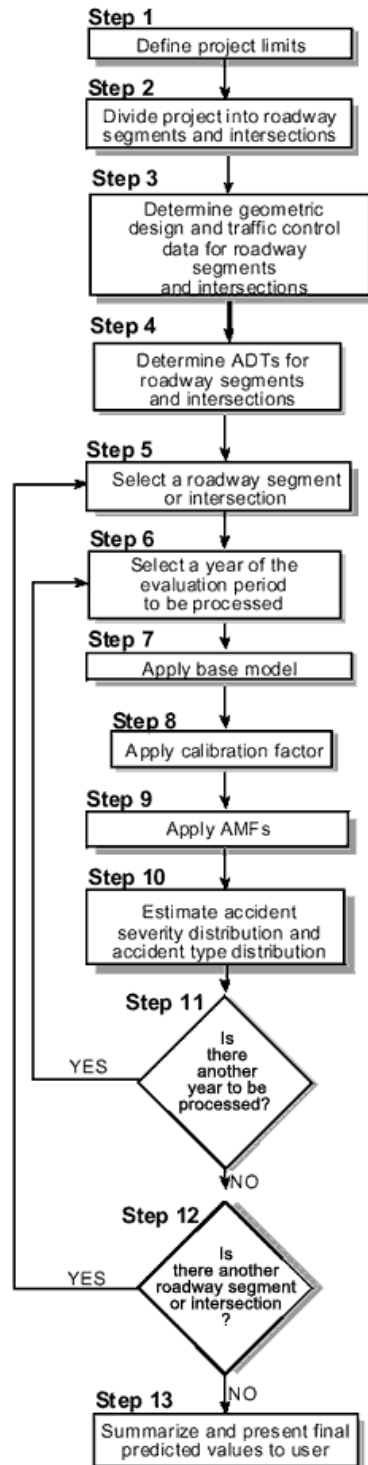 Step 1
Define project limits
Step 2
Divide project into roadway
segments and intersections
Step 3
Determine geometric
design and traffic control
data for roadway
segments
and intersections
Step 4
Determine ADTs for
roadway segments
and intersections
Step 5
Select a roadway segment
or intersection
Step 6
Select a year of the
evaluation period
to be processed
Step 7
Apply base model
Step 8
Apply calibration factor
Step 9
Apply AMFs
Step 10
Estimate accident
severity distribution and
accident type distribution
Step 11
Is
there
another
year to be
processed?
YES
NO
Step 12
Is
there another
roadway segment
or intersection
?
YES
NO
Step 13
Summarize and present final
predicted values to user